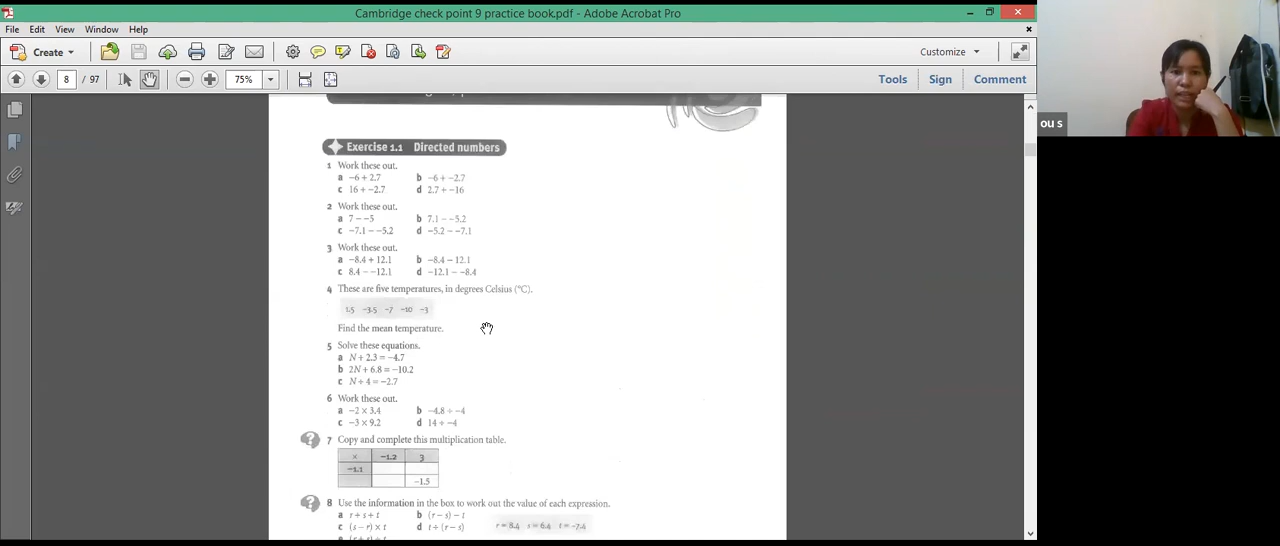 Cambridge check point 9 practice book.pdf - Adobe Acrobat Pro
File Edit View Window Help
Create Customize
8 / 97 75% Tools Sign Comment
ou s
Exercise 1.1 Directed numbers
1 Work these out.
a −6 + 2.7 b −6 + −2.7
c 16 + −2.7 d 2.7 + −16
2 Work these out.
a 7 − −5 b 7.1 − −5.2
c −7.1 − −5.2 d −5.2 − −7.1
3 Work these out.
a −8.4 + 12.1 b −8.4 − 12.1
c 8.4 − −12.1 d −12.1 − −8.4
4 These are five temperatures, in degrees Celsius (°C).
1.5 −3.5 −7 −10 −3
Find the mean temperature.
5 Solve these equations.
a N + 2.3 = −4.7
b 2N + 6.8 = −10.2
c N ÷ 4 = −2.7
6 Work these out.
a −2 × 3.4 b −4.8 ÷ −4
c −3 × 9.2 d 14 ÷ −4
? 7 Copy and complete this multiplication table.
× −1.2 3
−1.1
−1.5
? 8 Use the information in the box to work out the value of each expression.
a r + s + t b (r − s) − t
c (s − r) × t d t ÷ (r − s) r = 8.4 s = 6.4 t = −7.4